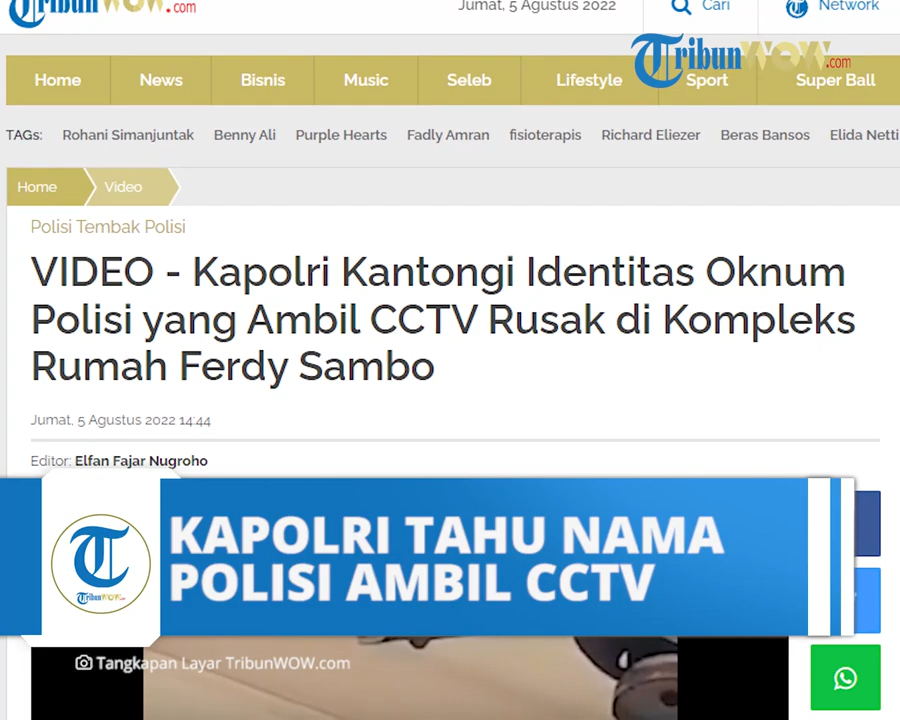 TribunWOW.com
Jumat, 5 Agustus 2022
Cari
Network
TribunWOW.com
Home News Bisnis Music Seleb Lifestyle Sport Super Ball
TAGs: Rohani Simanjuntak Benny Ali Purple Hearts Fadly Amran fisioterapis Richard Eliezer Beras Bansos Elida Netti
Home Video
Polisi Tembak Polisi
VIDEO - Kapolri Kantongi Identitas Oknum
Polisi yang Ambil CCTV Rusak di Kompleks
Rumah Ferdy Sambo
Jumat, 5 Agustus 2022 14:44
Editor: Elfan Fajar Nugroho
KAPOLRI TAHU NAMA
POLISI AMBIL CCTV
TribunWOW.com
Tangkapan Layar TribunWOW.com